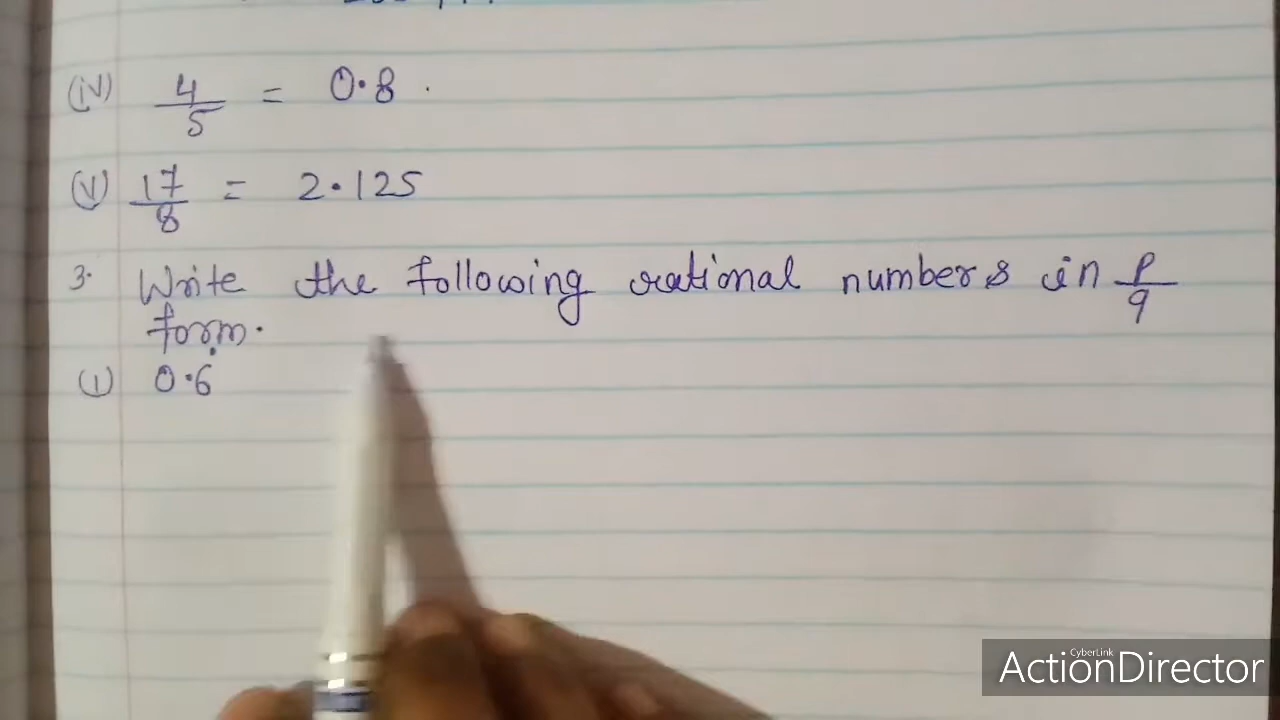 (iv) 4/5 = 0.8.
(v) 17/8 = 2.125
3. Write the following rational numbers in p/q
form.
(i) 0.6̇
CyberLink
ActionDirector